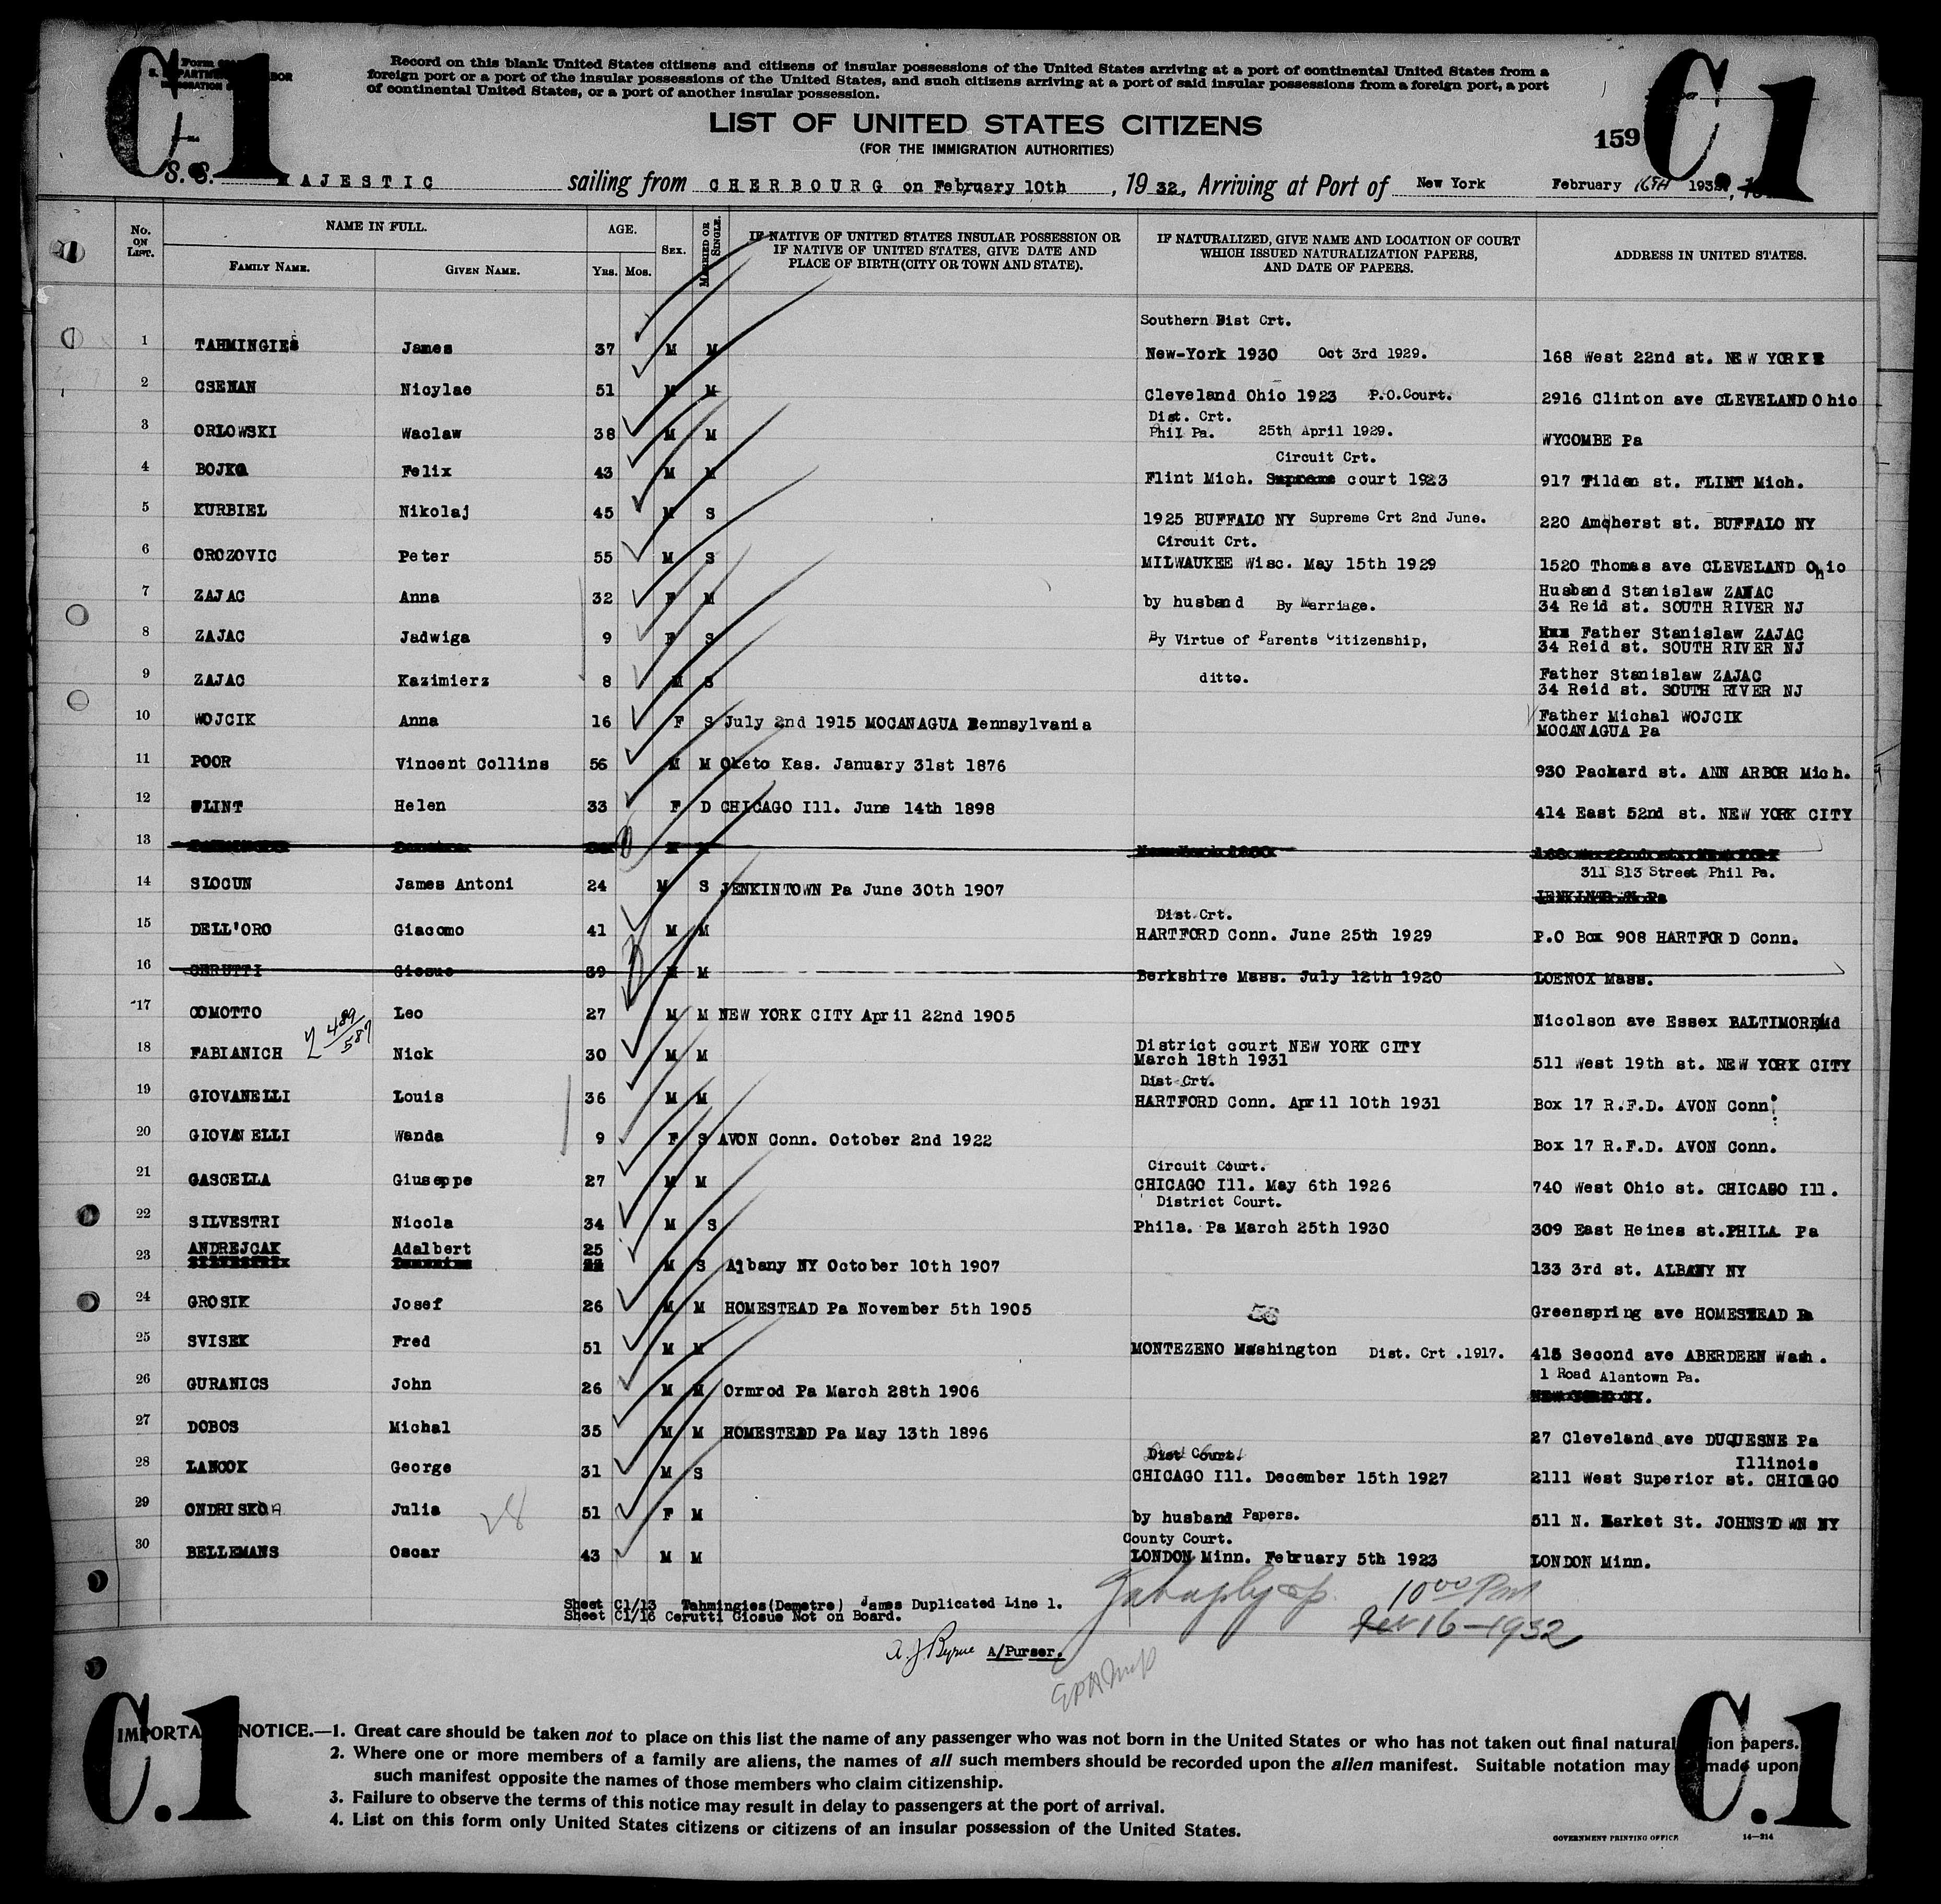 C1
C.1
Record on this blank United States citizens and citizens of insular possessions of the United States arriving at a port of continental United States from a
foreign port or a port of the insular possessions of the United States, and such citizens arriving at a port of said insular possessions from a foreign port, a port
of continental United States, or a port of another insular possession.
LIST OF UNITED STATES CITIZENS
(FOR THE IMMIGRATION AUTHORITIES)
159
S. S. MAJESTIC sailing from CHERBOURG on February 10th, 19 32, Arriving at Port of New York February 16TH 1932
No. ON LIST. NAME IN FULL. AGE. SEX. MARRIED OR SINGLE. IF NATIVE OF UNITED STATES INSULAR POSSESSION OR IF NATIVE OF UNITED STATES, GIVE DATE AND PLACE OF BIRTH (CITY OR TOWN AND STATE). IF NATURALIZED, GIVE NAME AND LOCATION OF COURT WHICH ISSUED NATURALIZATION PAPERS, AND DATE OF PAPERS. ADDRESS IN UNITED STATES.
FAMILY NAME. GIVEN NAME. YRS. MOS.
Southern Dist Crt.
1 TAHMINGIES James 37 M M New-York 1930 Oct 3rd 1929. 168 West 22nd st. NEW YORK
2 CSEMAN Nicylae 51 M M Cleveland Ohio 1923 P.O.Court. 2916 Clinton ave CLEVELAND Ohio
Dist. Crt.
3 ORLOWSKI Waclaw 38 M M Phil Pa. 25th April 1929. WYCOMBE Pa
Circuit Crt.
4 BOJKO Felix 43 M M Flint Mich. Supreme court 1923 917 Tilden st. FLINT Mich.
5 KURBIEL Nikolaj 45 M S 1925 BUFFALO NY Supreme Crt 2nd June. 220 Amqherst st. BUFFALO NY
Circuit Crt.
6 OROZOVIC Peter 55 M S MILWAUKEE Wisc. May 15th 1929 1520 Thomas ave CLEVELAND Ohio
7 ZAJAC Anna 32 F M by husband By Marriage. Husband Stanislaw ZAJAC
34 Reid st. SOUTH RIVER NJ
8 ZAJAC Jadwiga 9 F S By Virtue of Parents Citizenship, Father Stanislaw ZAJAC
34 Reid st. SOUTH RIVER NJ
9 ZAJAC Kazimierz 8 M S ditto. Father Stanislaw ZAJAC
34 Reid st. SOUTH RIVER NJ
10 WOJCIK Anna 16 F S July 2nd 1915 MOCANAGUA Pennsylvania Father Michal WOJCIK
MOCANAGUA Pa
11 POOR Vincent Collins 56 M M Oketo Kas. January 31st 1876 930 Packard st. ANN ARBOR Mich.
12 FLINT Helen 33 F D CHICAGO Ill. June 14th 1898 414 East 52nd st. NEW YORK CITY
13
311 S13 Street Phil Pa.
14 SLOCUN James Antoni 24 M S JENKINTOWN Pa June 30th 1907
Dist Crt.
15 DELL'ORO Giacomo 41 M M HARTFORD Conn. June 25th 1929 P.O Box 908 HARTFORD Conn.
16 CERUTTI Giosue 39 M M Berkshire Mass. July 12th 1920 LOENOX Mass.
17 COMOTTO Leo 27 M M NEW YORK CITY April 22nd 1905 Nicolson ave Essex BALTIMORE Md
489
587
18 FABIANICH Nick 30 M M District court NEW YORK CITY
March 18th 1931 511 West 19th st. NEW YORK CITY
Dist Crt.
19 GIOVANELLI Louis 36 M M HARTFORD Conn. April 10th 1931 Box 17 R.F.D. AVON Conn.
20 GIOVANELLI Wanda 9 F S AVON Conn. October 2nd 1922 Box 17 R.F.D. AVON Conn.
Circuit Court.
21 GASCELLA Giuseppe 27 M M CHICAGO Ill. May 6th 1926 740 West Ohio st. CHICAGO Ill.
District Court.
22 SILVESTRI Nicola 34 M S Phila. Pa March 25th 1930 309 East Heines st.PHILA Pa
23 ANDREJCAK Adalbert 25 M S Albany NY October 10th 1907 133 3rd st. ALBANY NY
24 GROSIK Josef 26 M M HOMESTEAD Pa November 5th 1905 Greenspring ave HOMESTEAD Pa
25 SVISEK Fred 51 M M MONTEZENO Washington Dist. Crt .1917. 415 Second ave ABERDEEN Wash.
1 Road Alantown Pa.
26 GURANICS John 26 M M Ormrod Pa March 28th 1906 NEW YORK NY.
27 DOBOS Michal 35 M M HOMESTEAD Pa May 13th 1896 27 Cleveland ave DUQUESNE Pa
Dist Court. Illinois
28 LANCOK George 31 M S CHICAGO Ill. December 15th 1927 2111 West Superior st. CHICAGO
29 ONDRISKOA Julia 51 F M by husband Papers. 511 N. Market St. JOHNSTOWN NY
County Court.
30 BELLEMANS Oscar 43 M M LONDON Minn. February 5th 1923 LONDON Minn.
Sheet C1/13 Tahmingies(Demetre) James Duplicated Line 1.
Sheet C1/16 Cerutti Giosue Not on Board.
Feb 16-1932
A. J. Byrne A/Purser.
C.1
C.1
IMPORTANT NOTICE.—1. Great care should be taken not to place on this list the name of any passenger who was not born in the United States or who has not taken out final naturalization papers.
2. Where one or more members of a family are aliens, the names of all such members should be recorded upon the alien manifest. Suitable notation may be made upon
such manifest opposite the names of those members who claim citizenship.
3. Failure to observe the terms of this notice may result in delay to passengers at the port of arrival.
4. List on this form only United States citizens or citizens of an insular possession of the United States.
GOVERNMENT PRINTING OFFICE 14—214